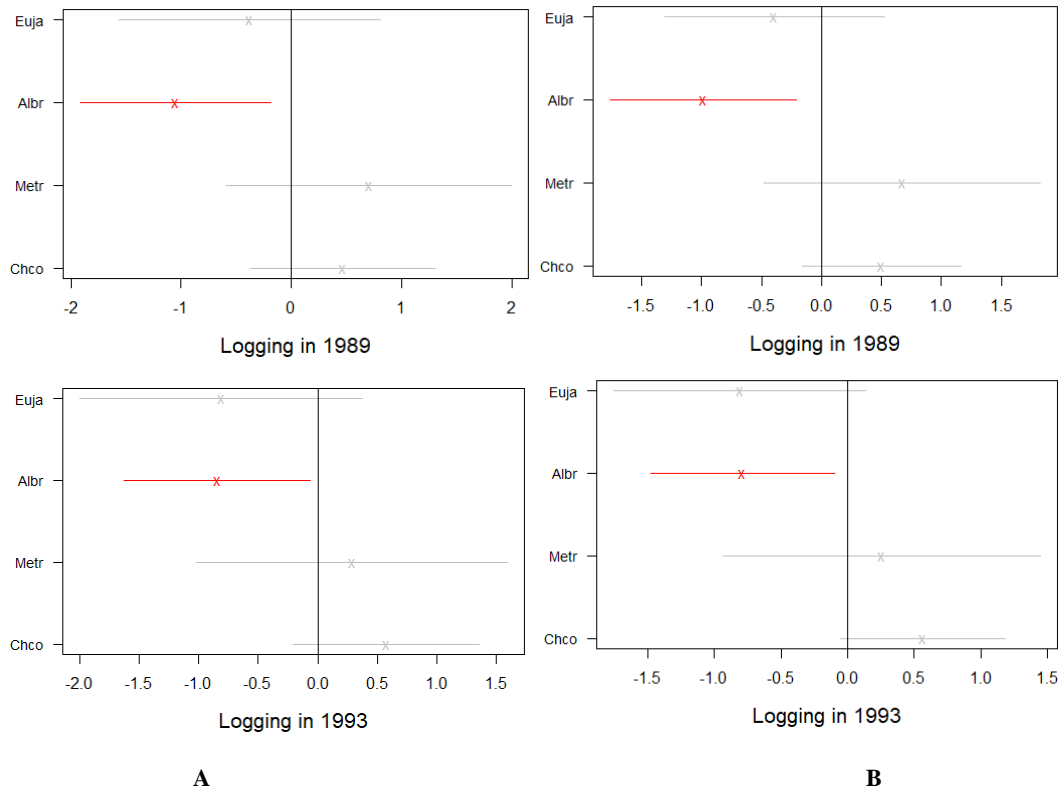 Euja
Albr
Metr
Chco
-2 -1 0 1 2
Logging in 1989
Euja
Albr
Metr
Chco
-1.5 -1.0 -0.5 0.0 0.5 1.0 1.5
Logging in 1989
Euja
Albr
Metr
Chco
-2.0 -1.5 -1.0 -0.5 0.0 0.5 1.0 1.5
Logging in 1993
Euja
Albr
Metr
Chco
-1.5 -1.0 -0.5 0.0 0.5 1.0 1.5
Logging in 1993
A
B